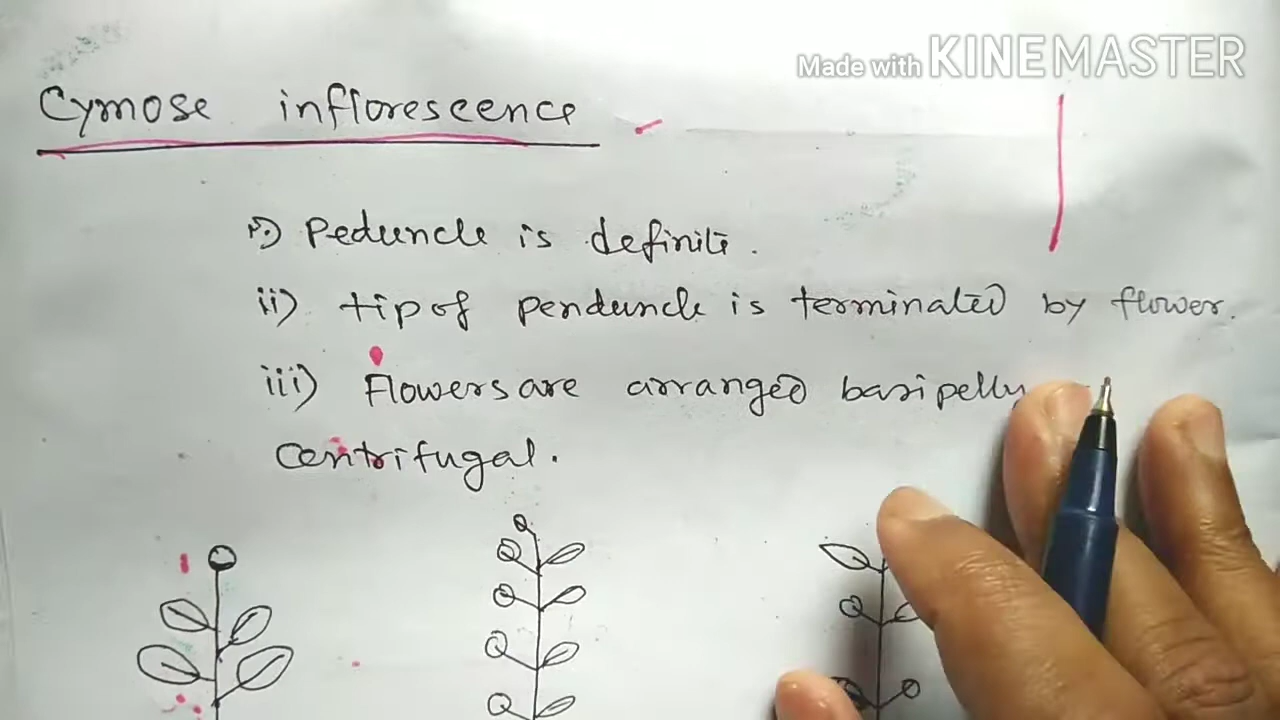 Made with KINEMASTER
Cymose inflorescence
i) Peduncle is definite.
ii) tip of penduncle is terminated by flower.
iii) Flowers are arranged basipelly
Centrifugal.